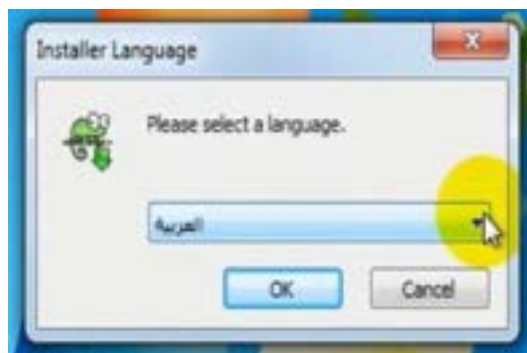 Installer Language
Please select a language.
العربية
OK
Cancel